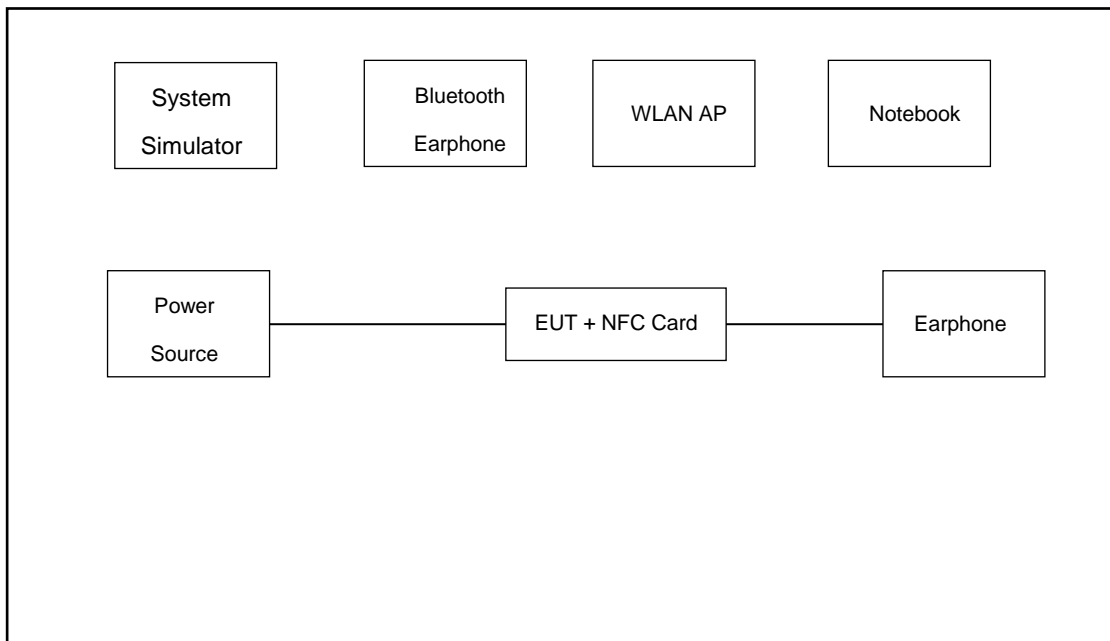 System
Simulator
Bluetooth
Earphone
WLAN AP
Notebook
Power
Source
EUT + NFC Card
Earphone